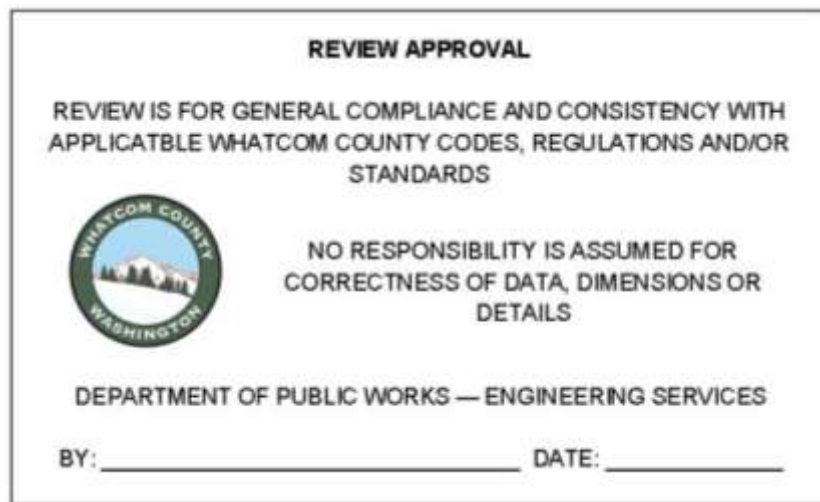 REVIEW APPROVAL
REVIEW IS FOR GENERAL COMPLIANCE AND CONSISTENCY WITH
APPLICATBLE WHATCOM COUNTY CODES, REGULATIONS AND/OR
STANDARDS
WHATCOM COUNTY
WASHINGTON
NO RESPONSIBILITY IS ASSUMED FOR
CORRECTNESS OF DATA, DIMENSIONS OR
DETAILS
DEPARTMENT OF PUBLIC WORKS — ENGINEERING SERVICES
BY: ______________________________ DATE: ___________